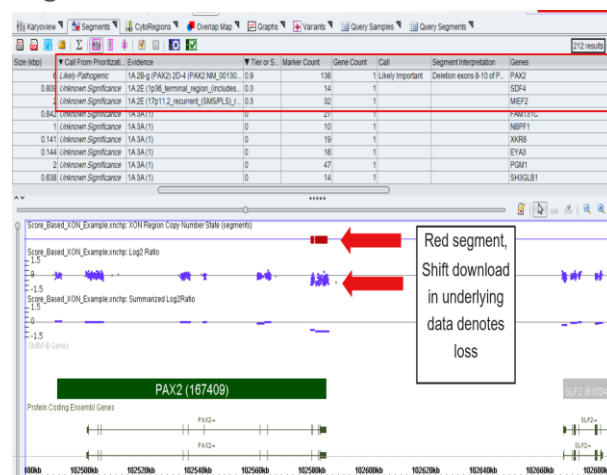 Karyoview Segments CytoRegions Overlap Map Graphs Variants Query Samples Query Segments
212 results
Size (kbp) Call From Prioritizati... Evidence Tier or S... Marker Count Gene Count Call Segment Interpretation Genes
Likely Pathogenic 1A 2B-g (PAX2) 2D-4 (PAX2 NM_00130... 0.9 138 1 Likely Important Deletion exons 8-10 of P... PAX2
0.809 Unknown Significance 1A 2E (1p36_terminal_region_(includes... 0.3 14 1 SDF4
2 Unknown Significance 1A 2E (17p11.2_recurrent_(SMS/PLS)_r... 0.3 32 1 MIEF2
0.842 Unknown Significance 1A 3A (1) 27 1 FAM131C
1 Unknown Significance 1A 3A (1) 10 1 NBPF1
0.141 Unknown Significance 1A 3A (1) 19 1 XKR8
0.144 Unknown Significance 1A 3A (1) 16 1 EYA3
2 Unknown Significance 1A 3A (1) 47 1 PGM1
0.638 Unknown Significance 1A 3A (1) 14 1 SH3GLB1
Score_Based_XON_Example.xnchp: XON Region Copy Number State (segments)
Score_Based_XON_Example.xnchp: Log2 Ratio
1.5
0
-1.5
Score_Based_XON_Example.xnchp: Summarized Log2Ratio
1.5
0
-1.5
Red segment,
Shift download
in underlying
data denotes
loss
OMIM ® Genes
PAX2 (167409)
SLF2 (61034
Protein Coding Ensembl Genes
PAX2→
SLF2→
PAX2→
SLF2→
480kb 102500kb 102520kb 102540kb 102560kb 102580kb 102600kb 102620kb 102640kb 102660kb 102680kb